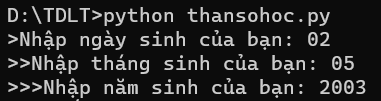 D:\TDLT>python thansohoc.py
>Nhập ngày sinh của bạn: 02
>>Nhập tháng sinh của bạn: 05
>>>Nhập năm sinh của bạn: 2003